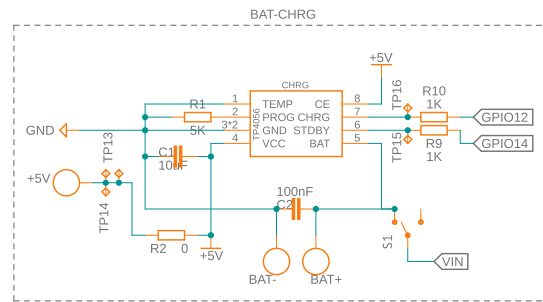 BAT-CHRG
+5V
CHRG
TP16
R10
1K
GPIO12
R1
5K
1
2
3*2
4
TEMP
PROG
GND
VCC
TP4056
CE
CHRG
STDBY
BAT
8
7
6
5
GND
TP13
C1
10uF
TP15
R9
1K
GPIO14
+5V
TP14
100nF
C2
R2
0
+5V
S1
BAT-
BAT+
VIN